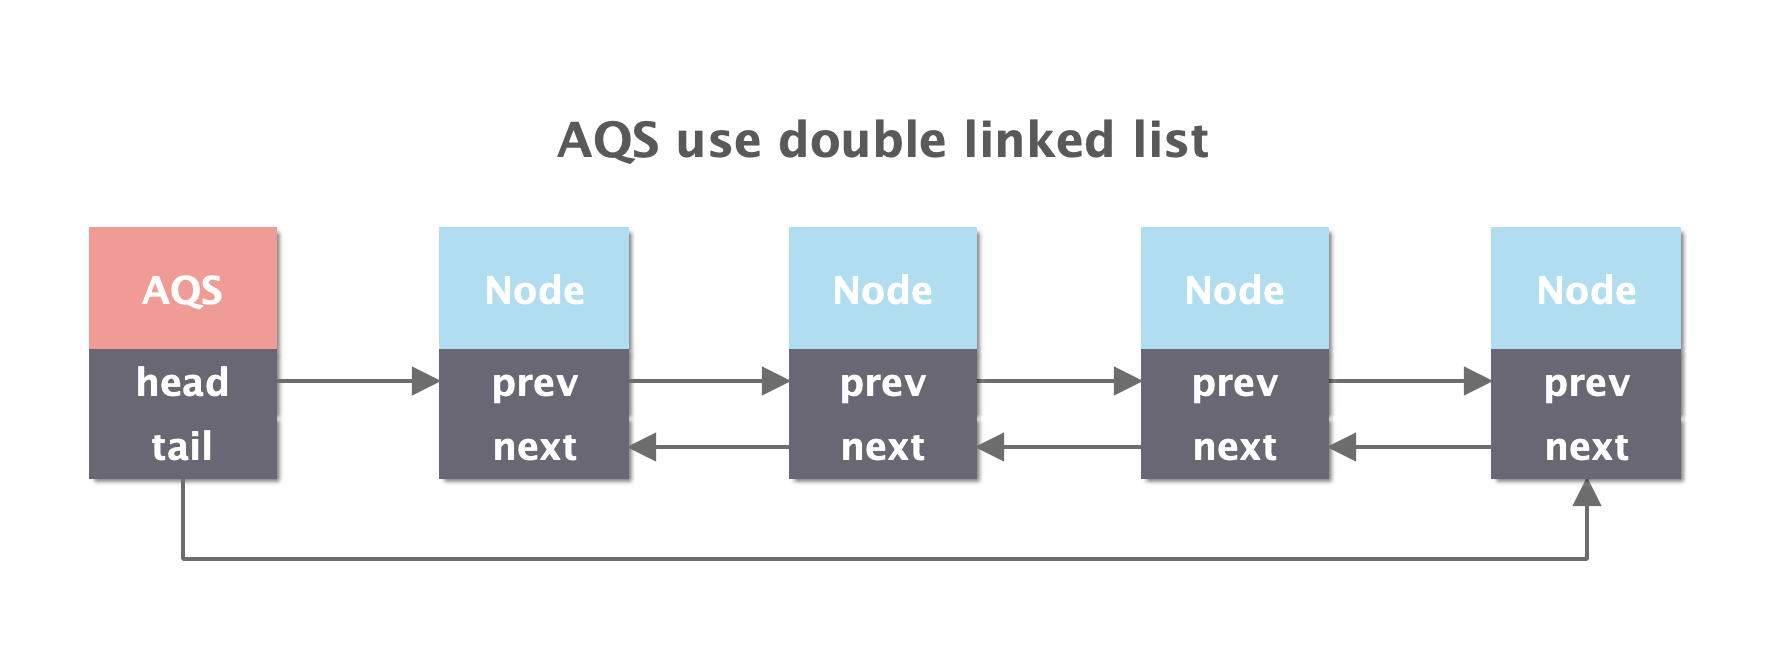 AQS use double linked list
AQS
head
tail
Node
prev
next
Node
prev
next
Node
prev
next
Node
prev
next